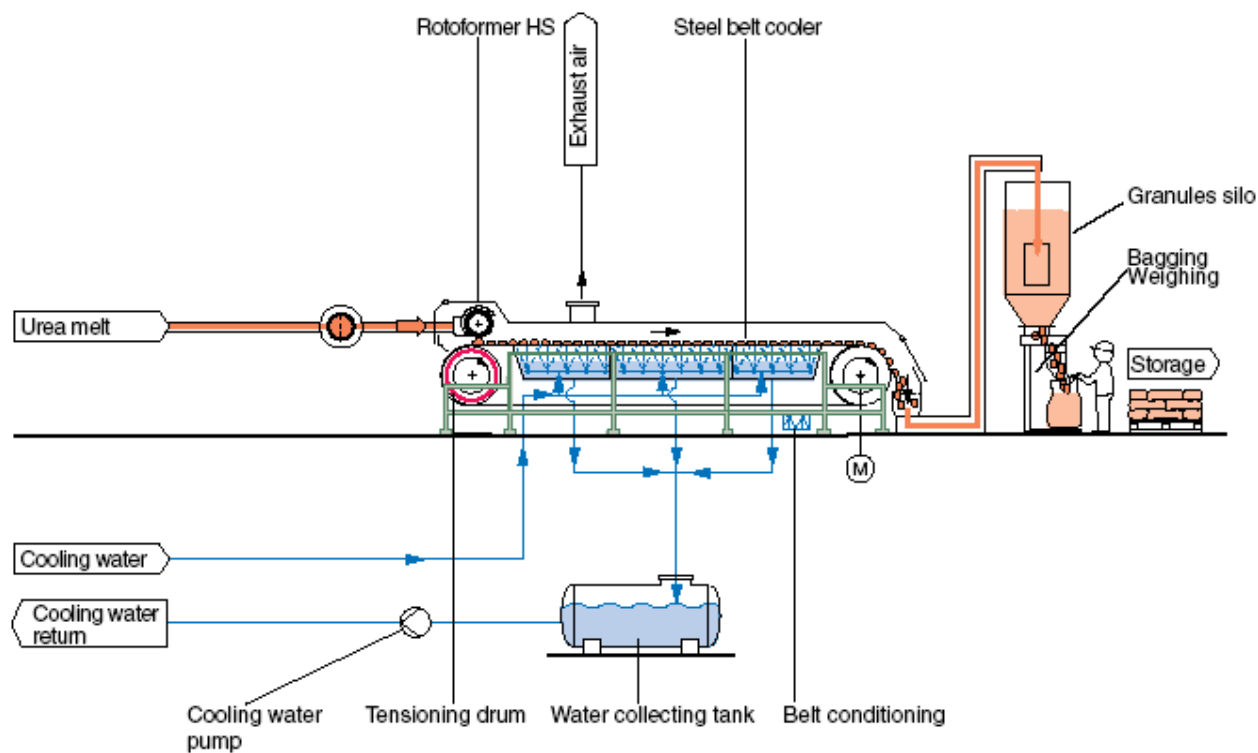 Rotoformer HS
Steel belt cooler
Exhaust air
Granules silo
Bagging
Weighing
Urea melt
Storage
M
Cooling water
Cooling water
return
Cooling water
pump
Tensioning drum
Water collecting tank
Belt conditioning